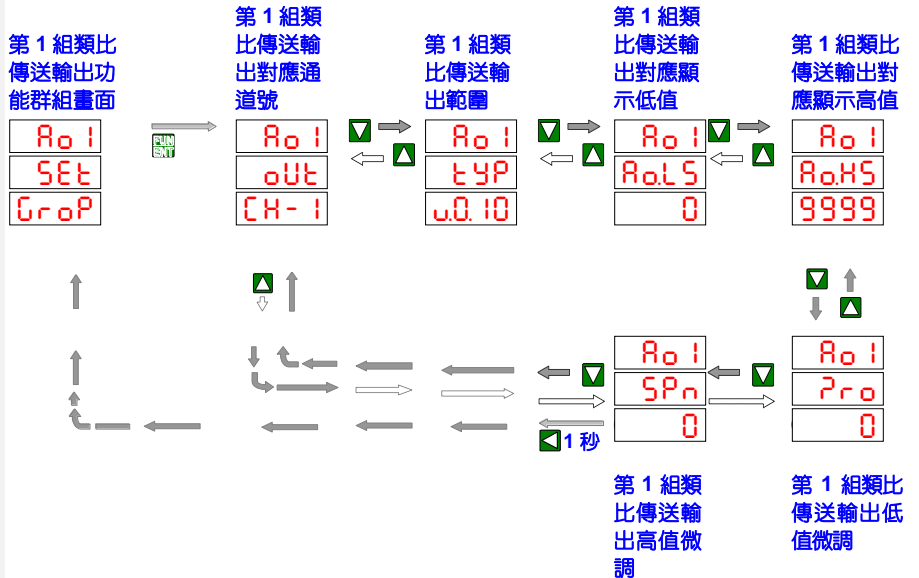 第 1 組類比
傳送輸出功
能群組畫面
Ao1
SEt
GroP
FUN
ENT
第 1 組類
比傳送輸
出對應通
道號
Ao1
oUt
CH-1
第 1 組類
比傳送輸
出範圍
Ao1
tYP
u.0.10
第 1 組類
比傳送輸
出對應顯
示低值
Ao1
Ao.LS
0
第 1 組類比
傳送輸出對
應顯示高值
Ao1
Ao.HS
9999
Ao1
SPn
0
1 秒
第 1 組類
比傳送輸
出高值微
調
Ao1
Zro
0
第 1 組類比
傳送輸出低
值微調